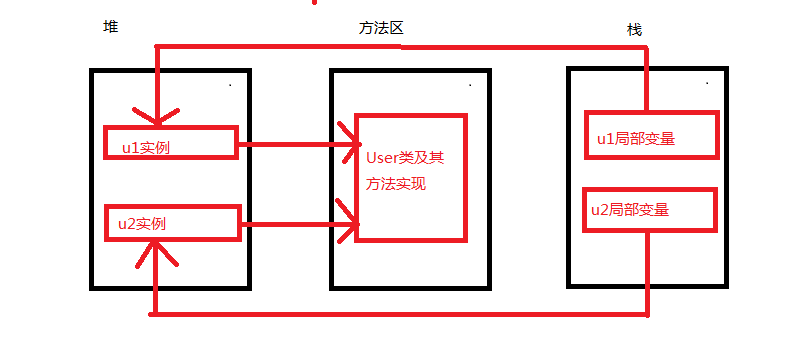 堆
方法区
栈
u1实例
User类及其
方法实现
u1局部变量
u2实例
u2局部变量